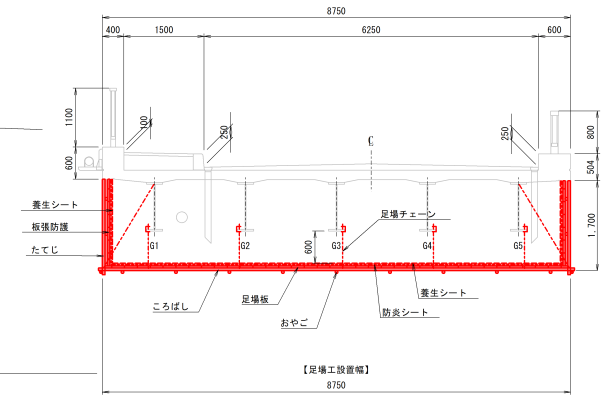 8750
400
1500
6250
600
1100
100
250
℄
250
800
600
504
養生シート
板張防護
たてじ
足場チェーン
G1
G2
G3
G4
G5
600
1,700
ころばし
足場板
おやご
養生シート
防炎シート
【足場工設置幅】
8750